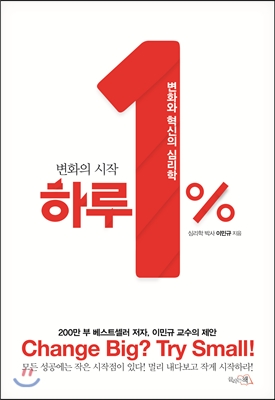 변화와 혁신의 심리학
변화의 시작
하루 1%
심리학 박사 이민규 지음
200만 부 베스트셀러 저자, 이민규 교수의 제안
Change Big? Try Small!
모든 성공에는 작은 시작점이 있다! 멀리 내다보고 작게 시작하라!